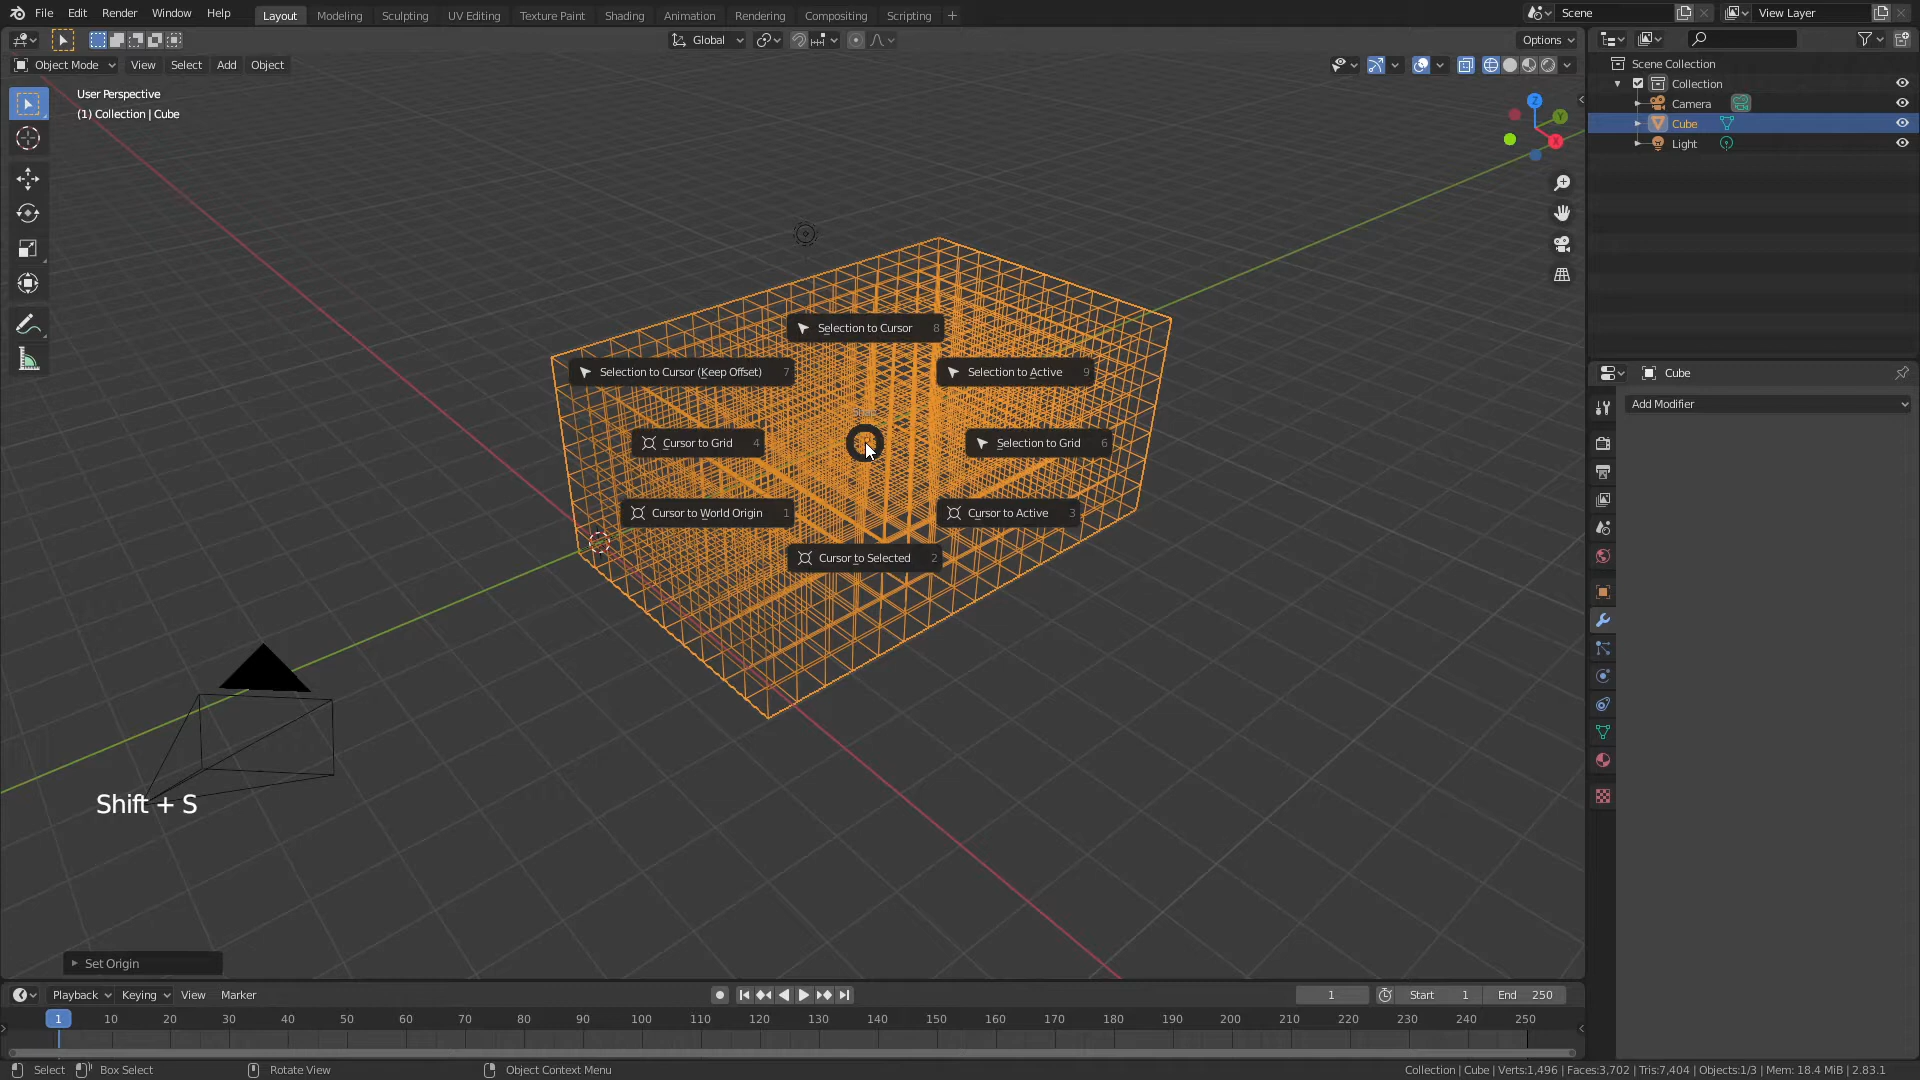 File Edit Render Window Help
Layout Modeling Sculpting UV Editing Texture Paint Shading Animation Rendering Compositing Scripting +
Scene View Layer
Global Options
Object Mode View Select Add Object
User Perspective
(1) Collection | Cube
Z
Y
X
Scene Collection
Collection
Camera
Cube
Light
Cube
Add Modifier
Selection to Cursor 8
Selection to Cursor (Keep Offset) 7
Selection to Active 9
Cursor to Grid 4
Selection to Grid 6
Cursor to World Origin 1
Cursor to Active 3
Cursor to Selected 2
Shift + S
Set Origin
Playback Keying View Marker 1 Start 1 End 250
1 10 20 30 40 50 60 70 80 90 100 110 120 130 140 150 160 170 180 190 200 210 220 230 240 250
Select Box Select Rotate View Object Context Menu Collection | Cube | Verts:1,496 | Faces:3,702 | Tris:7,404 | Objects:1/3 | Mem: 18.4 MiB | 2.83.1